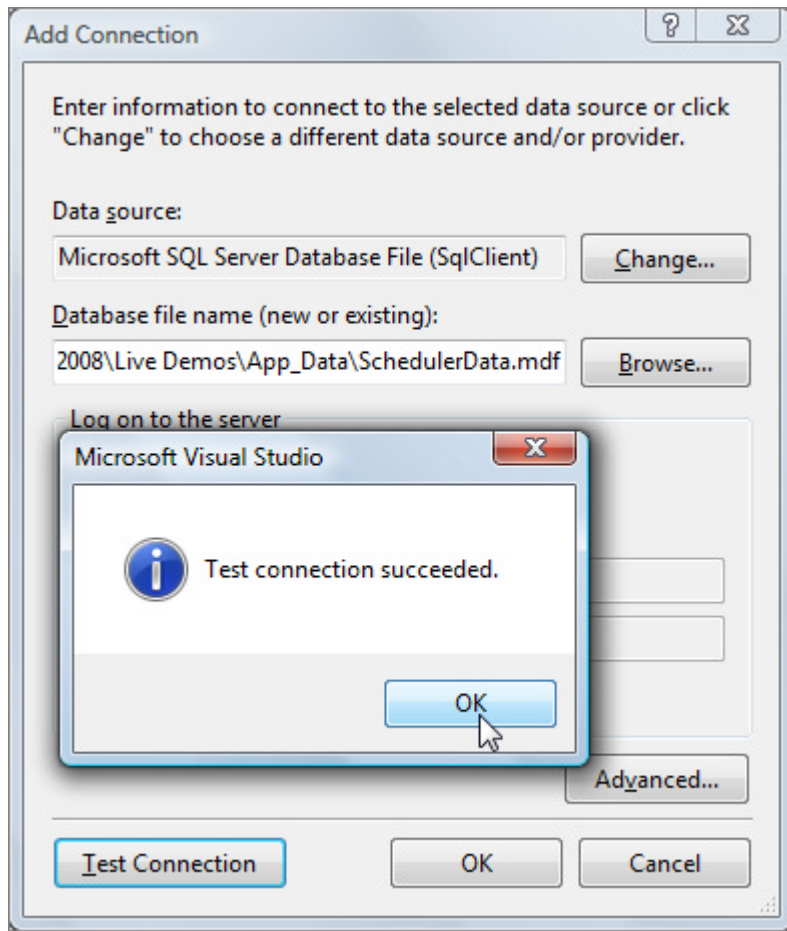 Add Connection
Enter information to connect to the selected data source or click
"Change" to choose a different data source and/or provider.
Data source:
Microsoft SQL Server Database File (SqlClient)
Change...
Database file name (new or existing):
2008\Live Demos\App_Data\SchedulerData.mdf
Browse...
Log on to the server
Microsoft Visual Studio
Test connection succeeded.
OK
Advanced...
Test Connection
OK
Cancel